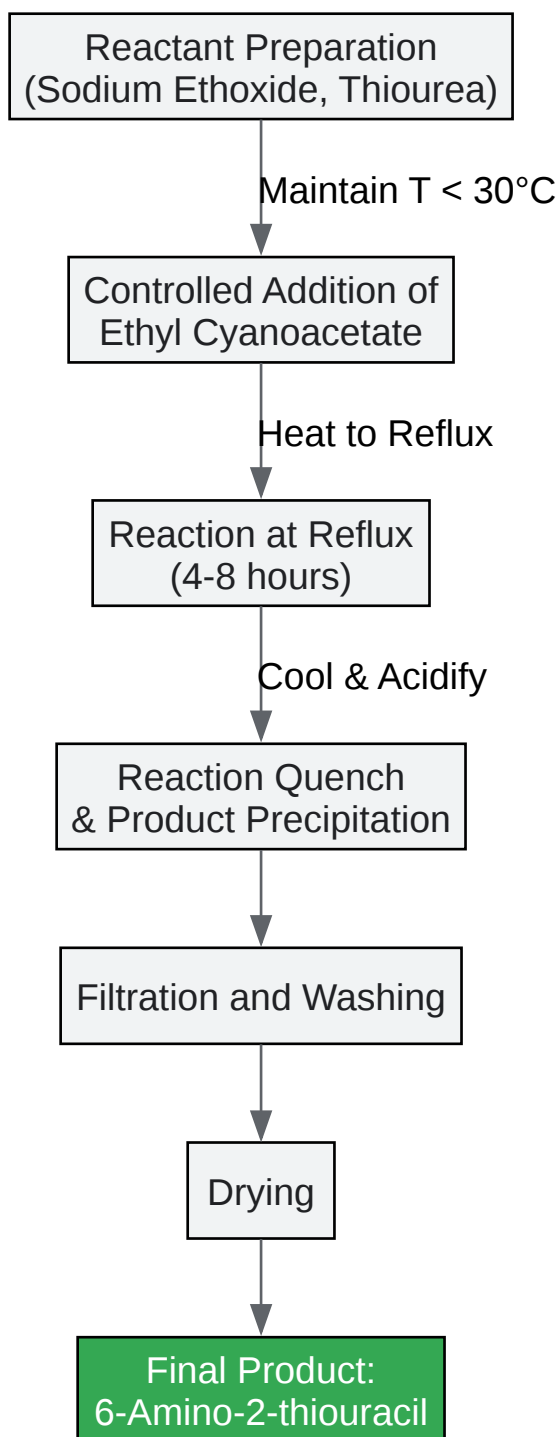 Reactant Preparation
(Sodium Ethoxide, Thiourea)
Maintain T < 30°C
Controlled Addition of
Ethyl Cyanoacetate
Heat to Reflux
Reaction at Reflux
(4-8 hours)
Cool & Acidify
Reaction Quench
& Product Precipitation
Filtration and Washing
Drying
Final Product:
6-Amino-2-thiouracil